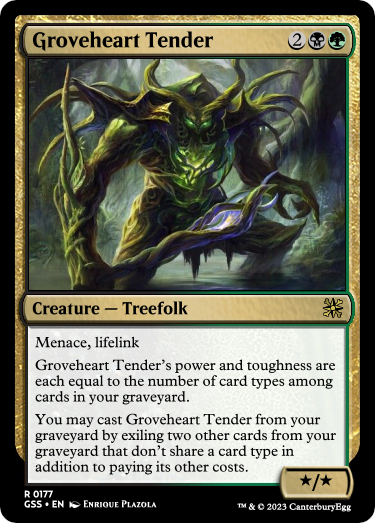 Groveheart Tender 2
Creature — Treefolk
Menace, lifelink
Groveheart Tender's power and toughness are
each equal to the number of card types among
cards in your graveyard.
You may cast Groveheart Tender from your
graveyard by exiling two other cards from your
graveyard that don't share a card type in
addition to paying its other costs.
★/★
R 0177
GSS • EN Enrique Plazola
™ & © 2023 CanterburyEgg